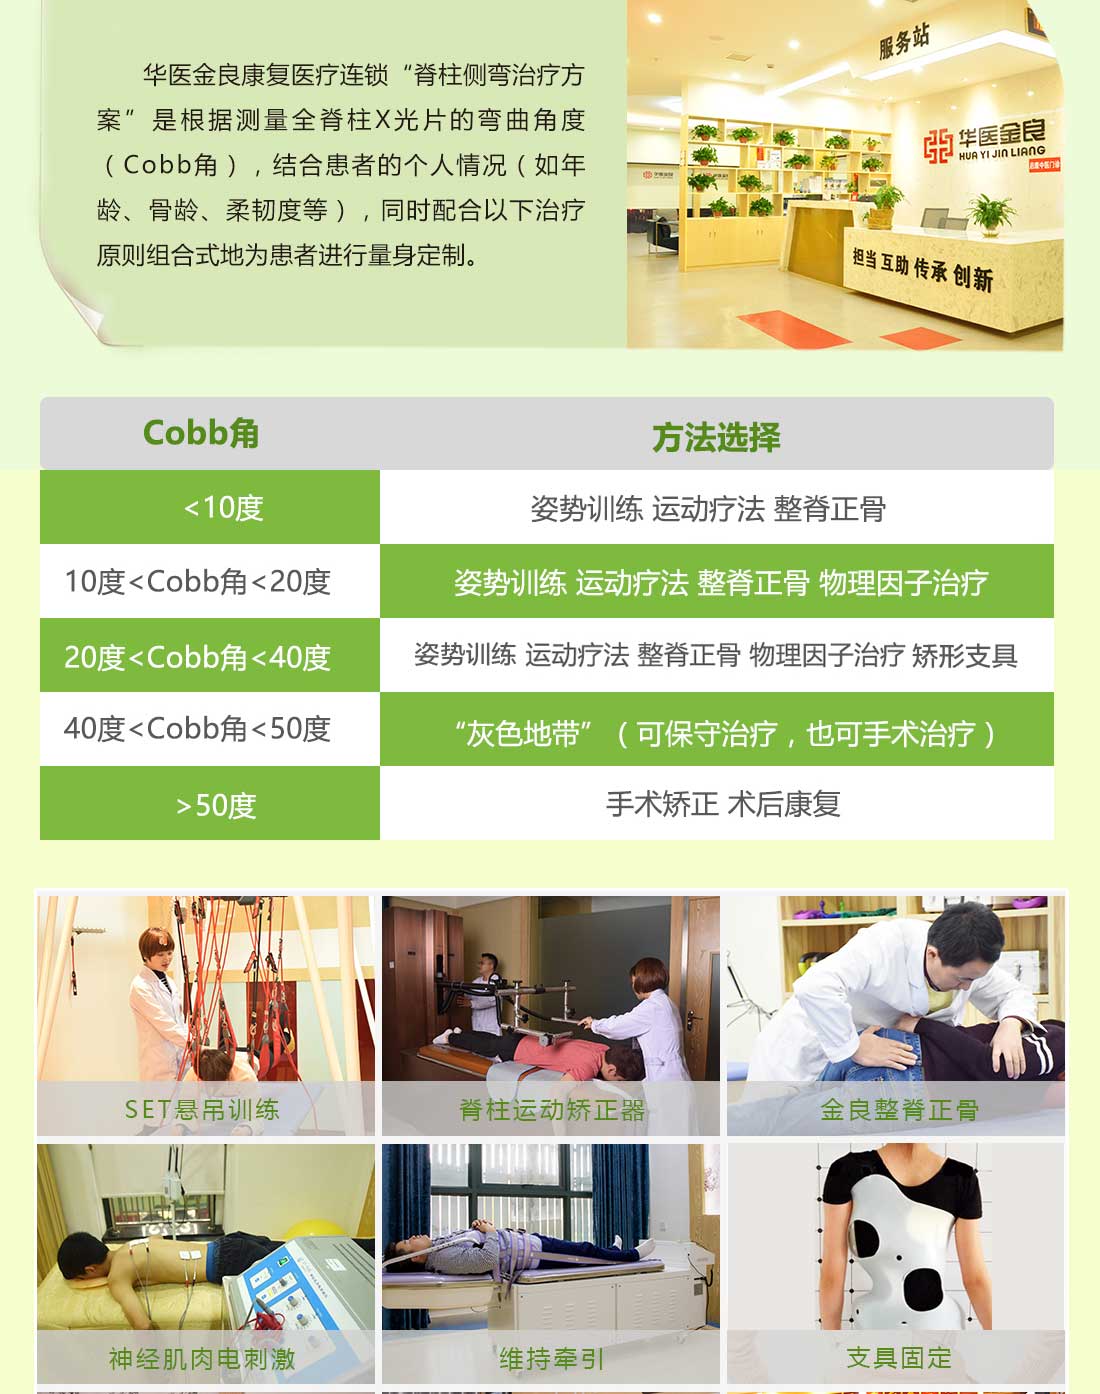 华医金良康复医疗连锁“脊柱侧弯治疗方
案”是根据测量全脊柱X光片的弯曲角度
（Cobb角），结合患者的个人情况（如年
龄、骨龄、柔韧度等），同时配合以下治疗
原则组合式地为患者进行量身定制。
服务站
华医金良
HUA YI JIN LIANG
华医金良
担当 互助 传承 创新
Cobb角 方法选择
<10度 姿势训练 运动疗法 整脊正骨
10度<Cobb角<20度 姿势训练 运动疗法 整脊正骨 物理因子治疗
20度<Cobb角<40度 姿势训练 运动疗法 整脊正骨 物理因子治疗 矫形支具
40度<Cobb角<50度 “灰色地带”（可保守治疗，也可手术治疗）
>50度 手术矫正 术后康复
SET悬吊训练
脊柱运动矫正器
金良整脊正骨
神经肌肉电刺激
维持牵引
支具固定